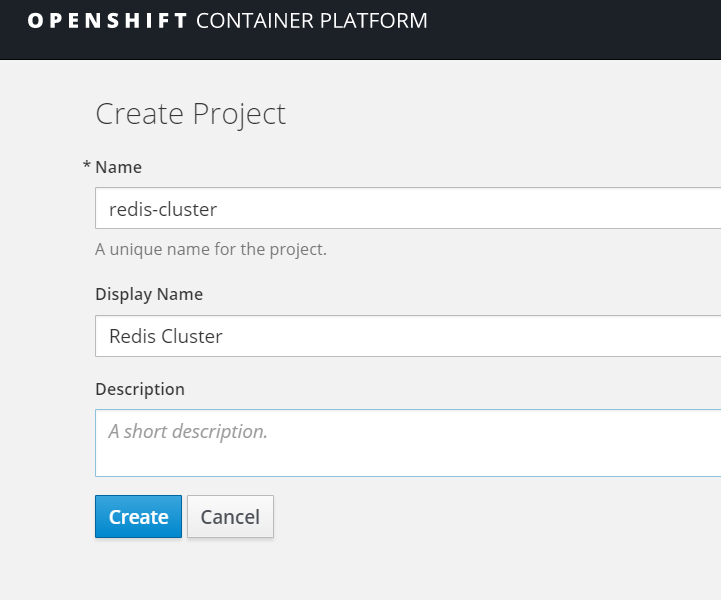 OPENSHIFT CONTAINER PLATFORM
Create Project
* Name
redis-cluster
A unique name for the project.
Display Name
Redis Cluster
Description
A short description.
Create Cancel